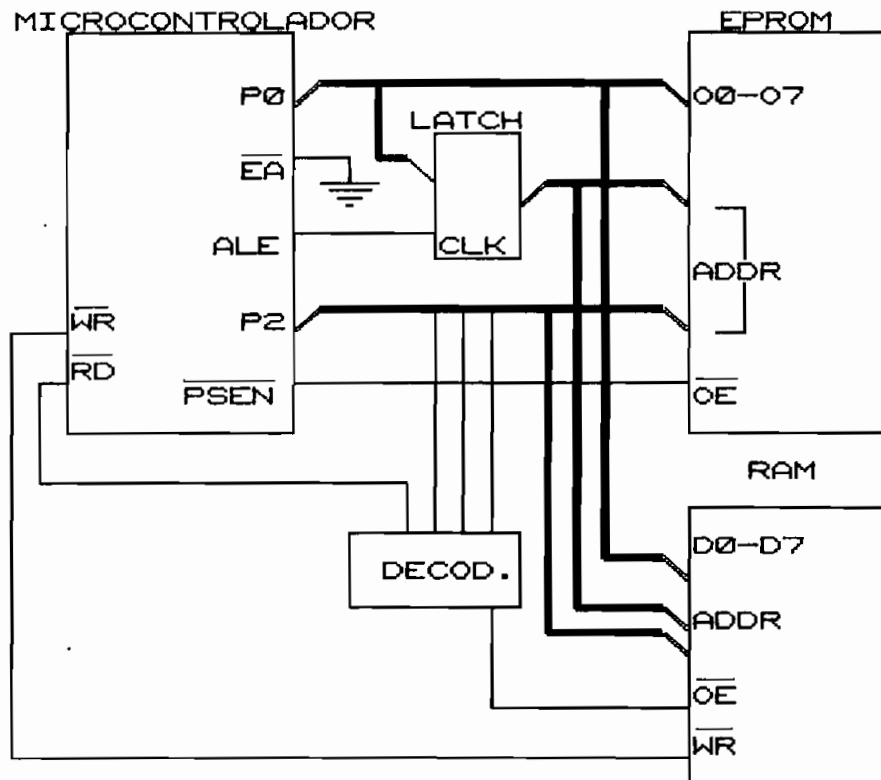 MICROCONTROLADOR
EPROM
P0
O0-O7
LATCH
EA
ALE
CLK
ADDR
WR
P2
RD
PSEN
OE
RAM
D0-D7
DECOD.
ADDR
OE
WR